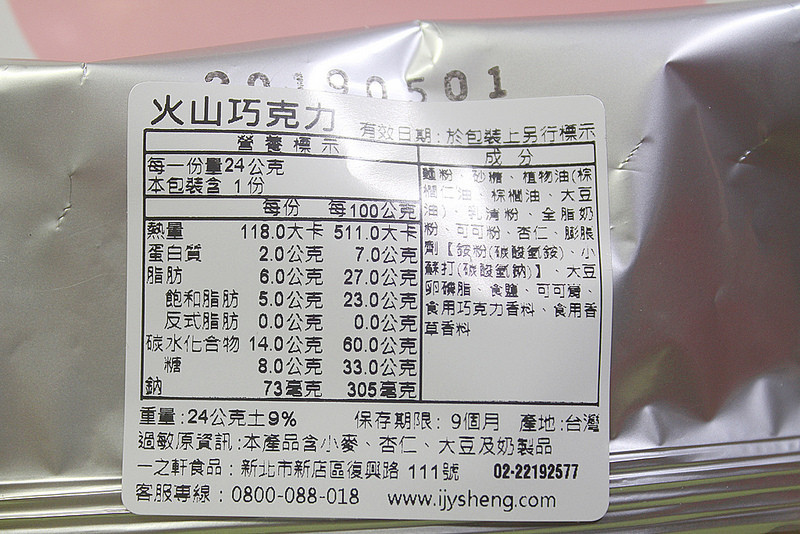 20190501
火山巧克力
有效日期:於包裝上另行標示
營養標示
每一份量24公克
本包裝含 1 份
每份 每100公克
熱量 118.0大卡 511.0大卡
蛋白質 2.0公克 7.0公克
脂肪 6.0公克 27.0公克
飽和脂肪 5.0公克 23.0公克
反式脂肪 0.0公克 0.0公克
碳水化合物 14.0公克 60.0公克
糖 8.0公克 33.0公克
鈉 73毫克 305毫克
成分
麵粉、砂糖、植物油(棕
櫚仁油、棕櫚油、大豆
油)、乳清粉、全脂奶
粉、可可粉、杏仁、膨脹
劑【銨粉(碳酸氫銨)、小
蘇打(碳酸氫鈉)】、大豆
卵磷脂、食鹽、可可膏、
食用巧克力香料、食用香
草香料
重量:24公克土9% 保存期限: 9個月 產地:台灣
過敏原資訊:本產品含小麥、杏仁、大豆及奶製品
一之軒食品：新北市新店區復興路 111號 02-22192577
客服專線：0800-088-018 www.ijysheng.com